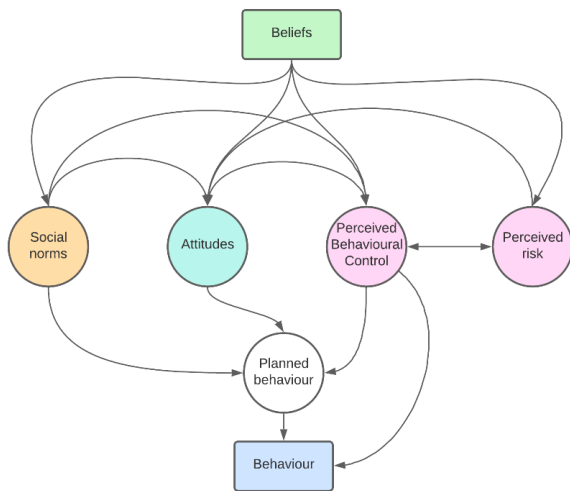 Beliefs
Social
norms
Attitudes
Perceived
Behavioural
Control
Perceived
risk
Planned
behaviour
Behaviour